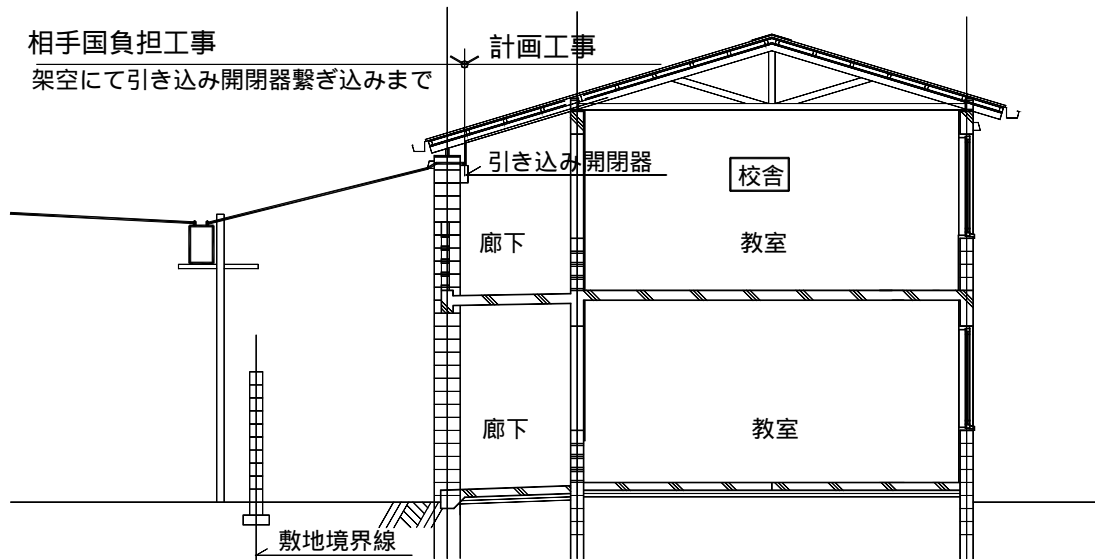 相手国負担工事
計画工事
架空にて引き込み開閉器繋ぎ込みまで
引き込み開閉器
校舎
廊下
教室
廊下
教室
敷地境界線